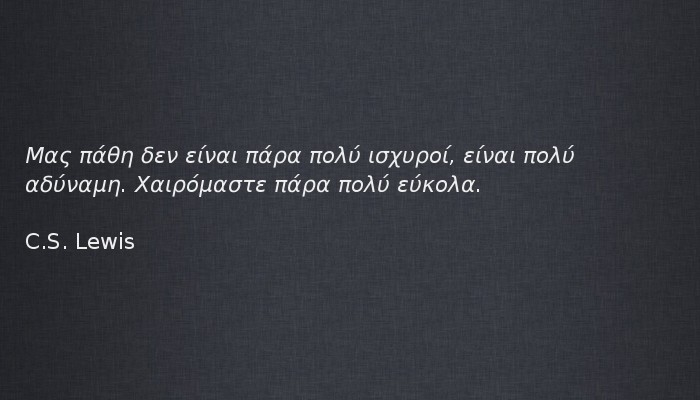 Μας πάθη δεν είναι πάρα πολύ ισχυροί, είναι πολύ
αδύναμη. Χαιρόμαστε πάρα πολύ εύκολα.
C.S. Lewis